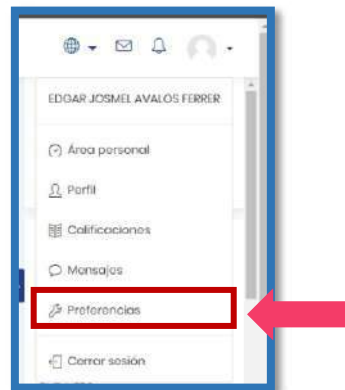 EDGAR JOSMEL AVALOS FERRER
Área personal
Perfil
Calificaciones
Mensajes
Preferencias
Cerrar sesión